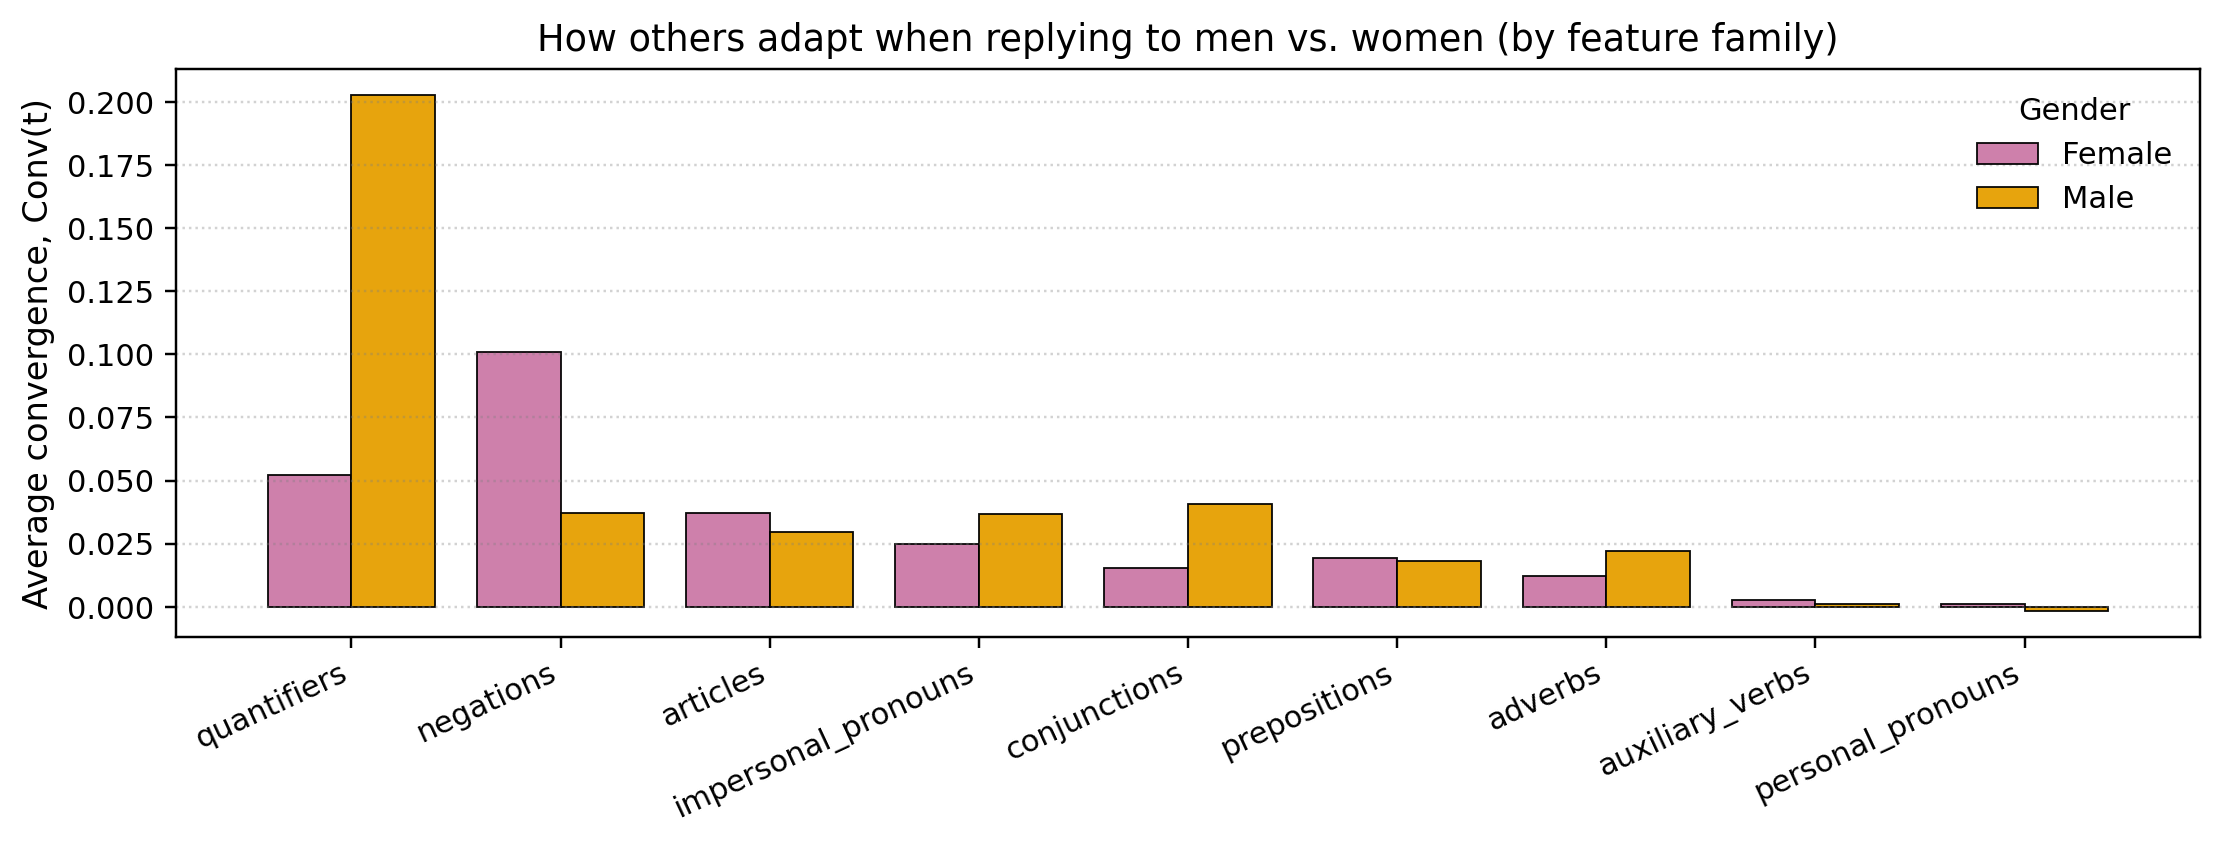 How others adapt when replying to men vs. women (by feature family)
Average convergence, Conv(t)
0.200
0.175
0.150
0.125
0.100
0.075
0.050
0.025
0.000
Gender
Female
Male
quantifiers
negations
articles
impersonal_pronouns
conjunctions
prepositions
adverbs
auxiliary_verbs
personal_pronouns